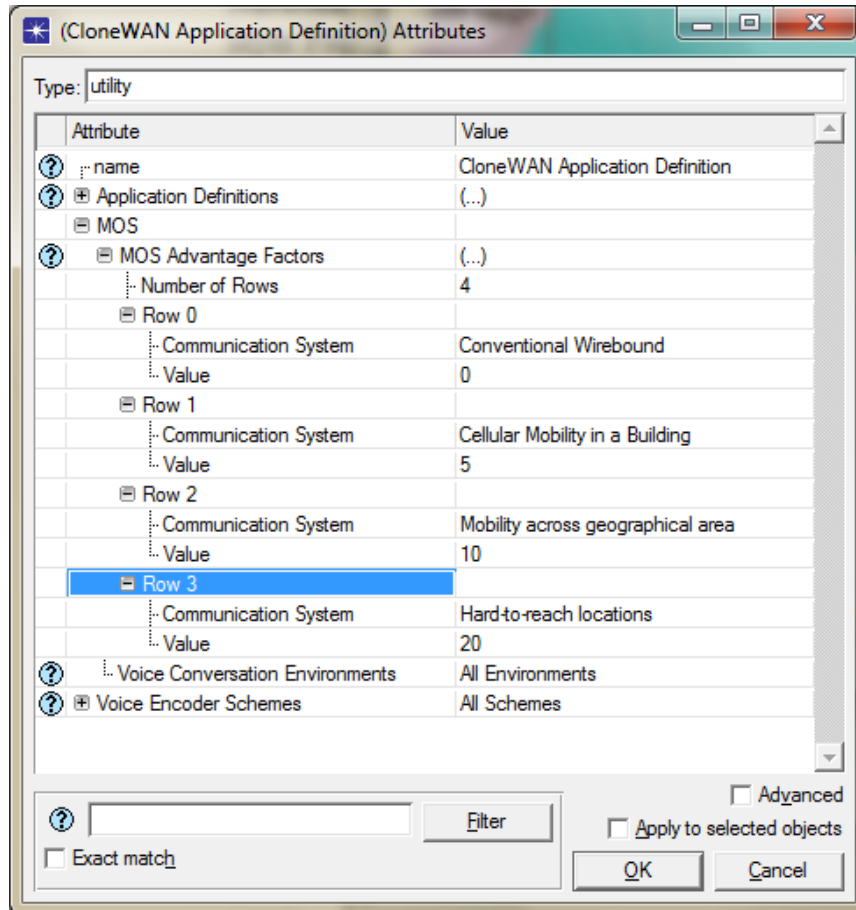 (CloneWAN Application Definition) Attributes
Type: utility
Attribute Value
name CloneWAN Application Definition
Application Definitions (...)
MOS
MOS Advantage Factors (...)
Number of Rows 4
Row 0
Communication System Conventional Wirebound
Value 0
Row 1
Communication System Cellular Mobility in a Building
Value 5
Row 2
Communication System Mobility across geographical area
Value 10
Row 3
Communication System Hard-to-reach locations
Value 20
Voice Conversation Environments All Environments
Voice Encoder Schemes All Schemes
Advanced
Filter
Apply to selected objects
Exact match
OK Cancel